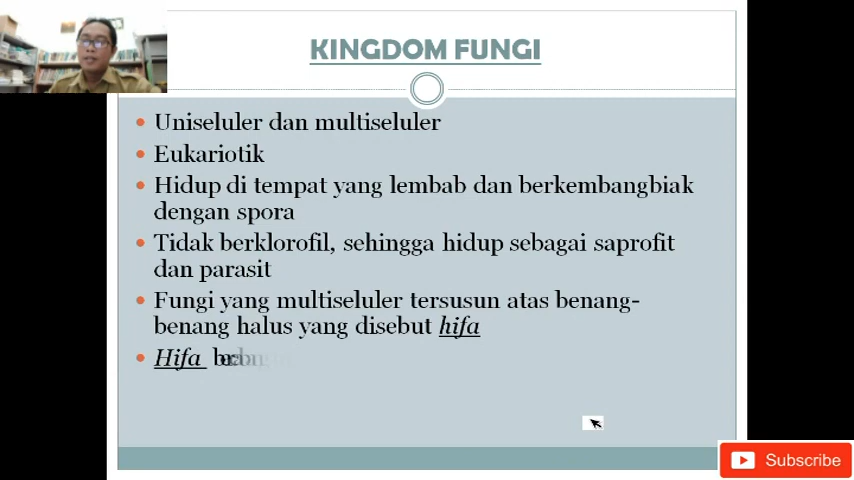 KINGDOM FUNGI
Uniseluler dan multiseluler
Eukariotik
Hidup di tempat yang lembab dan berkembangbiak
dengan spora
Tidak berklorofil, sehingga hidup sebagai saprofit
dan parasit
Fungi yang multiseluler tersusun atas benang-
benang halus yang disebut hifa
Hifa
Subscribe